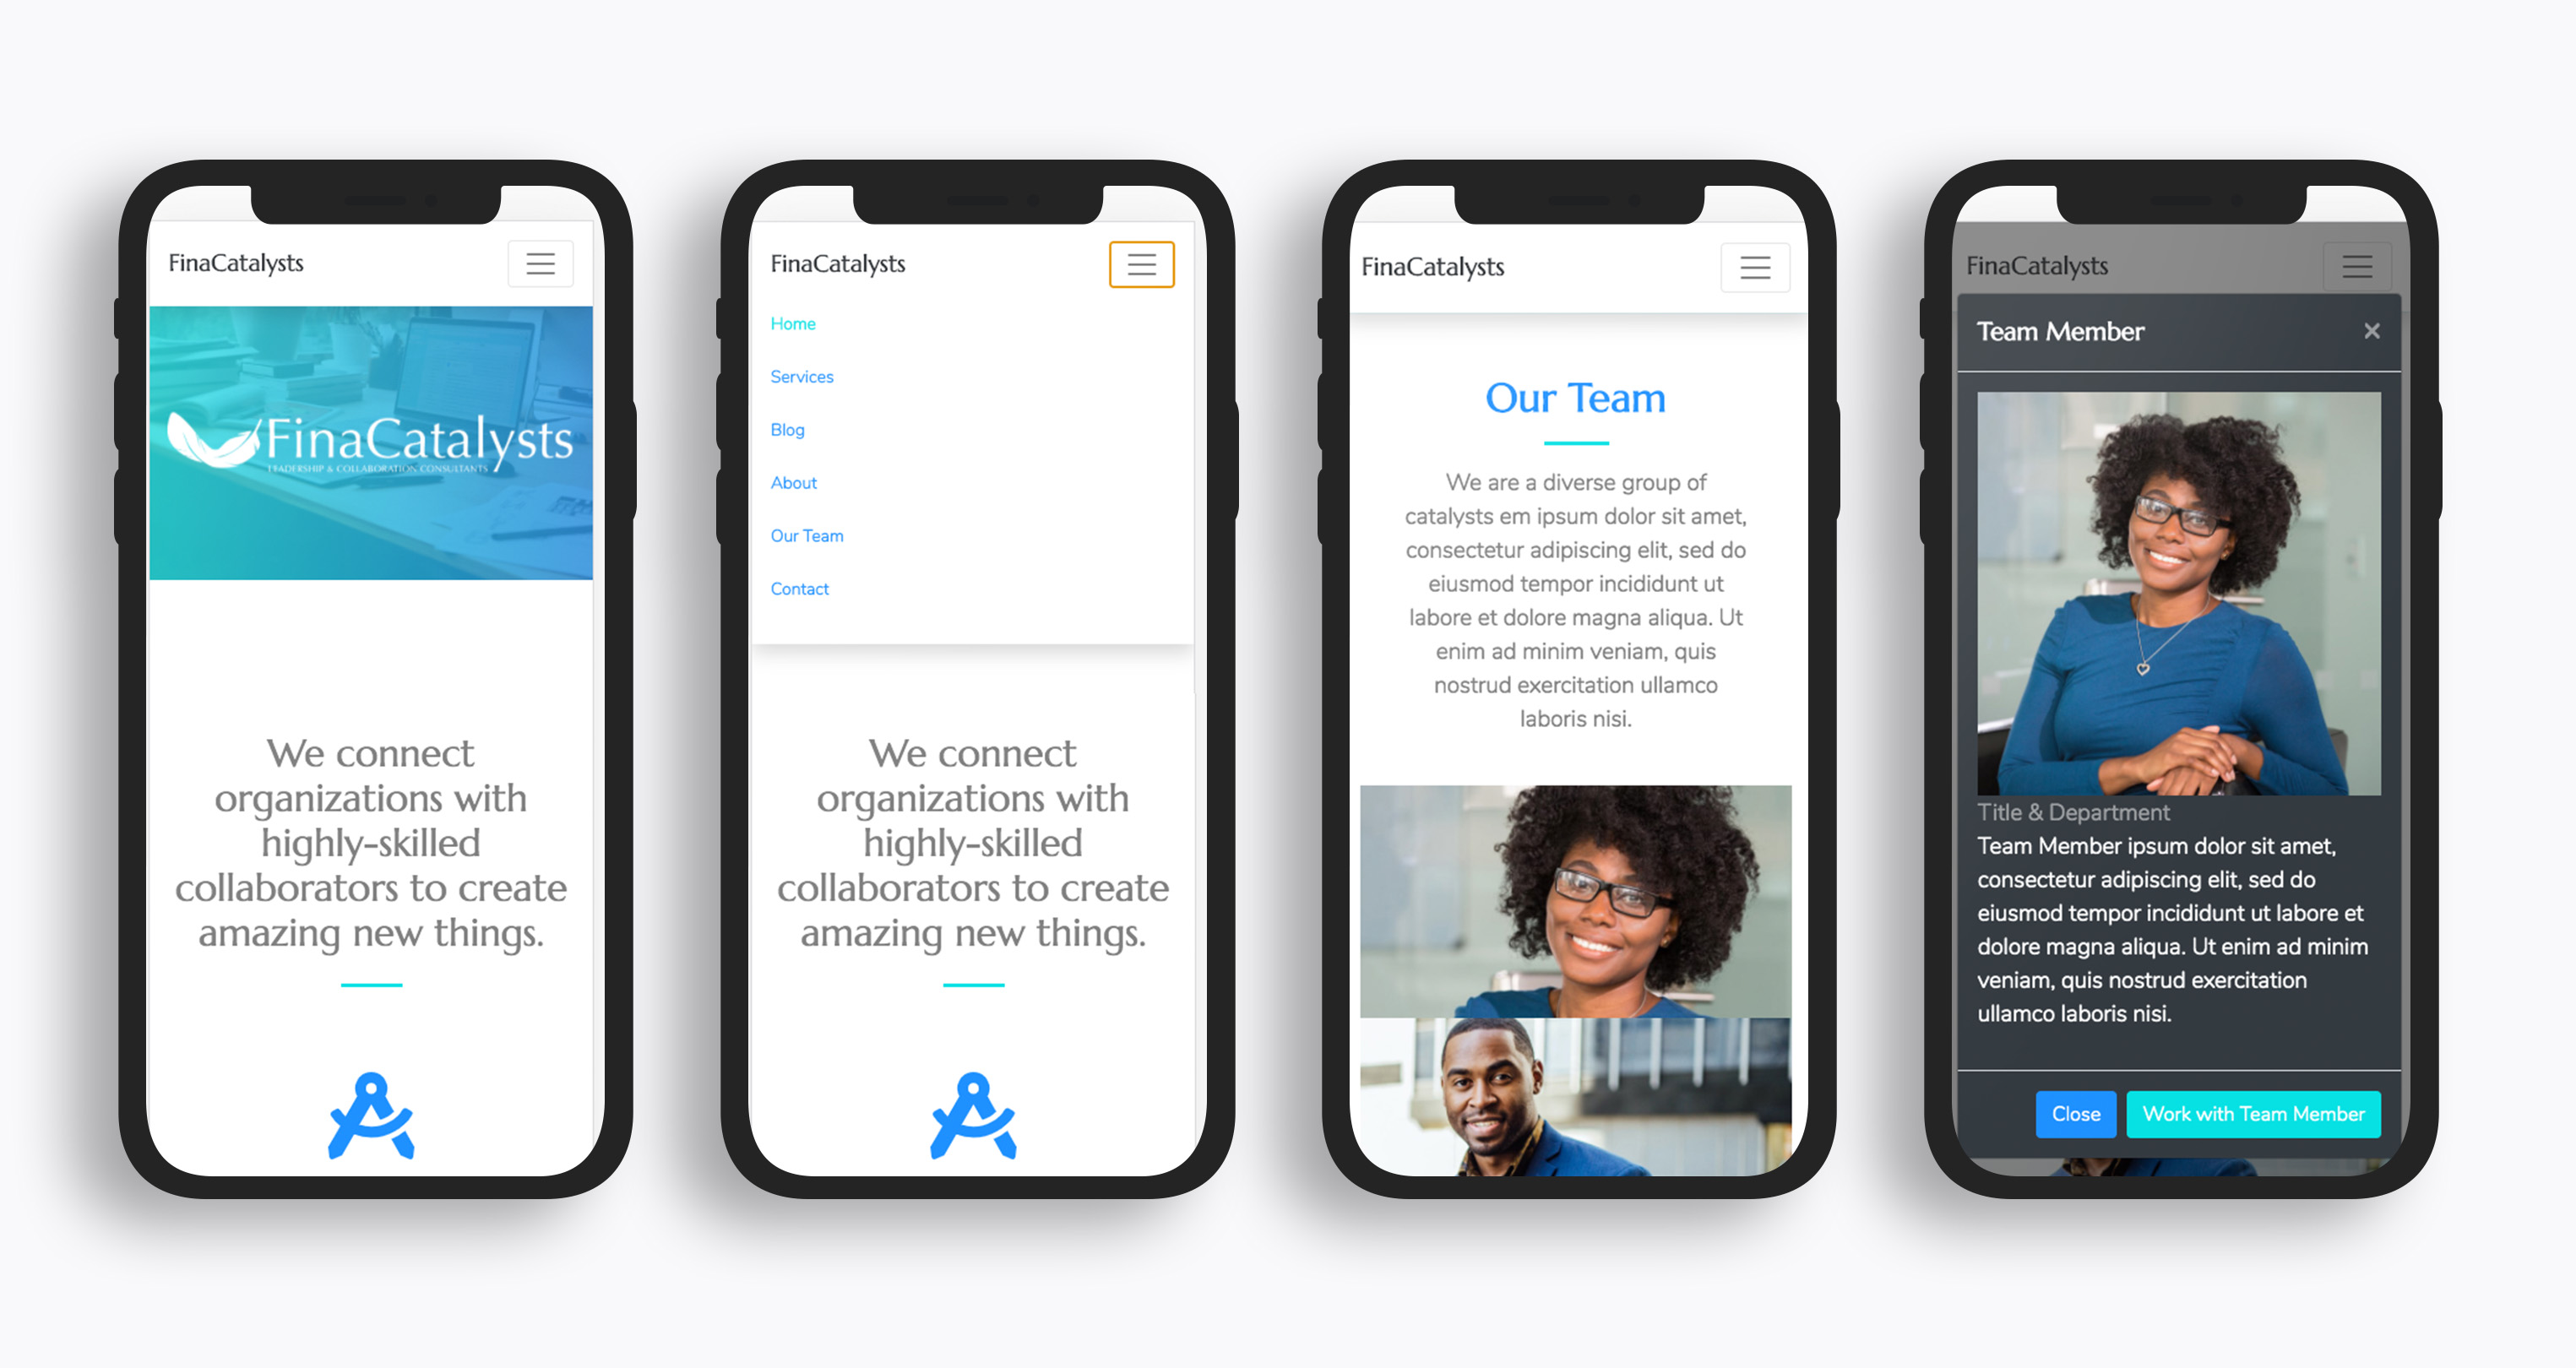 FinaCatalysts
FinaCatalysts
LEADERSHIP & COLLABORATION CONSULTANTS
We connect
organizations with
highly-skilled
collaborators to create
amazing new things.
FinaCatalysts
Home
Services
Blog
About
Our Team
Contact
We connect
organizations with
highly-skilled
collaborators to create
amazing new things.
FinaCatalysts
Our Team
We are a diverse group of
catalysts em ipsum dolor sit amet,
consectetur adipiscing elit, sed do
eiusmod tempor incididunt ut
labore et dolore magna aliqua. Ut
enim ad minim veniam, quis
nostrud exercitation ullamco
laboris nisi.
FinaCatalysts
Team Member ×
Title & Department
Team Member ipsum dolor sit amet,
consectetur adipiscing elit, sed do
eiusmod tempor incididunt ut labore et
dolore magna aliqua. Ut enim ad minim
veniam, quis nostrud exercitation
ullamco laboris nisi.
Close Work with Team Member